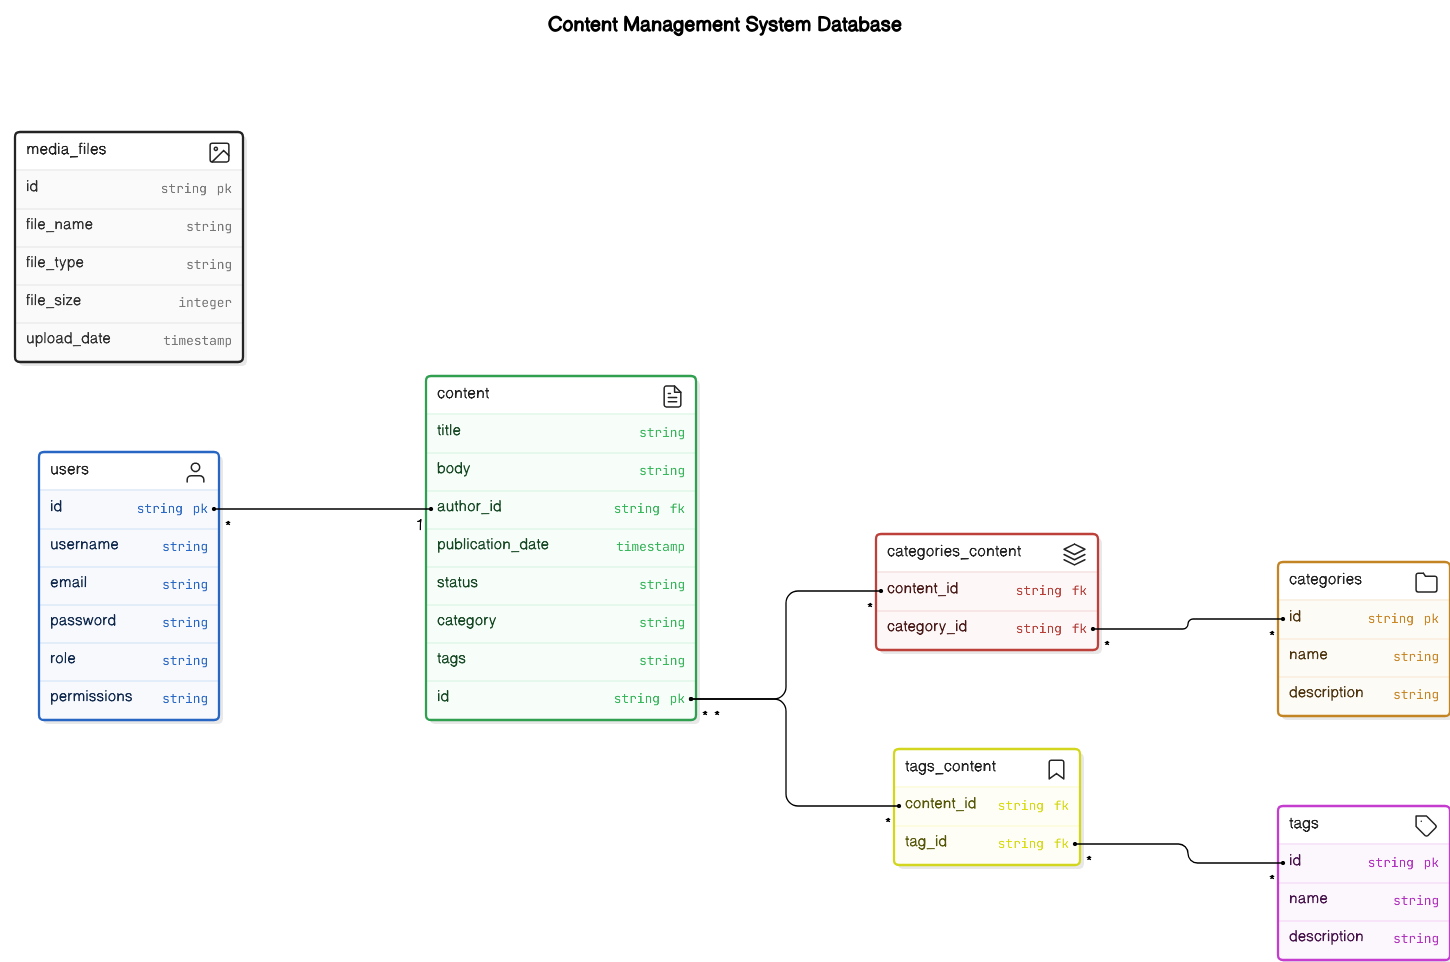 Content Management System Database
media_files
id string pk
file_name string
file_type string
file_size integer
upload_date timestamp
users
id string pk
username string
email string
password string
role string
permissions string
*
1
content
title string
body string
author_id string fk
publication_date timestamp
status string
category string
tags string
id string pk
* *
categories_content
content_id string fk
category_id string fk
*
*
categories
id string pk
name string
description string
*
tags_content
content_id string fk
tag_id string fk
*
*
tags
id string pk
name string
description string
*